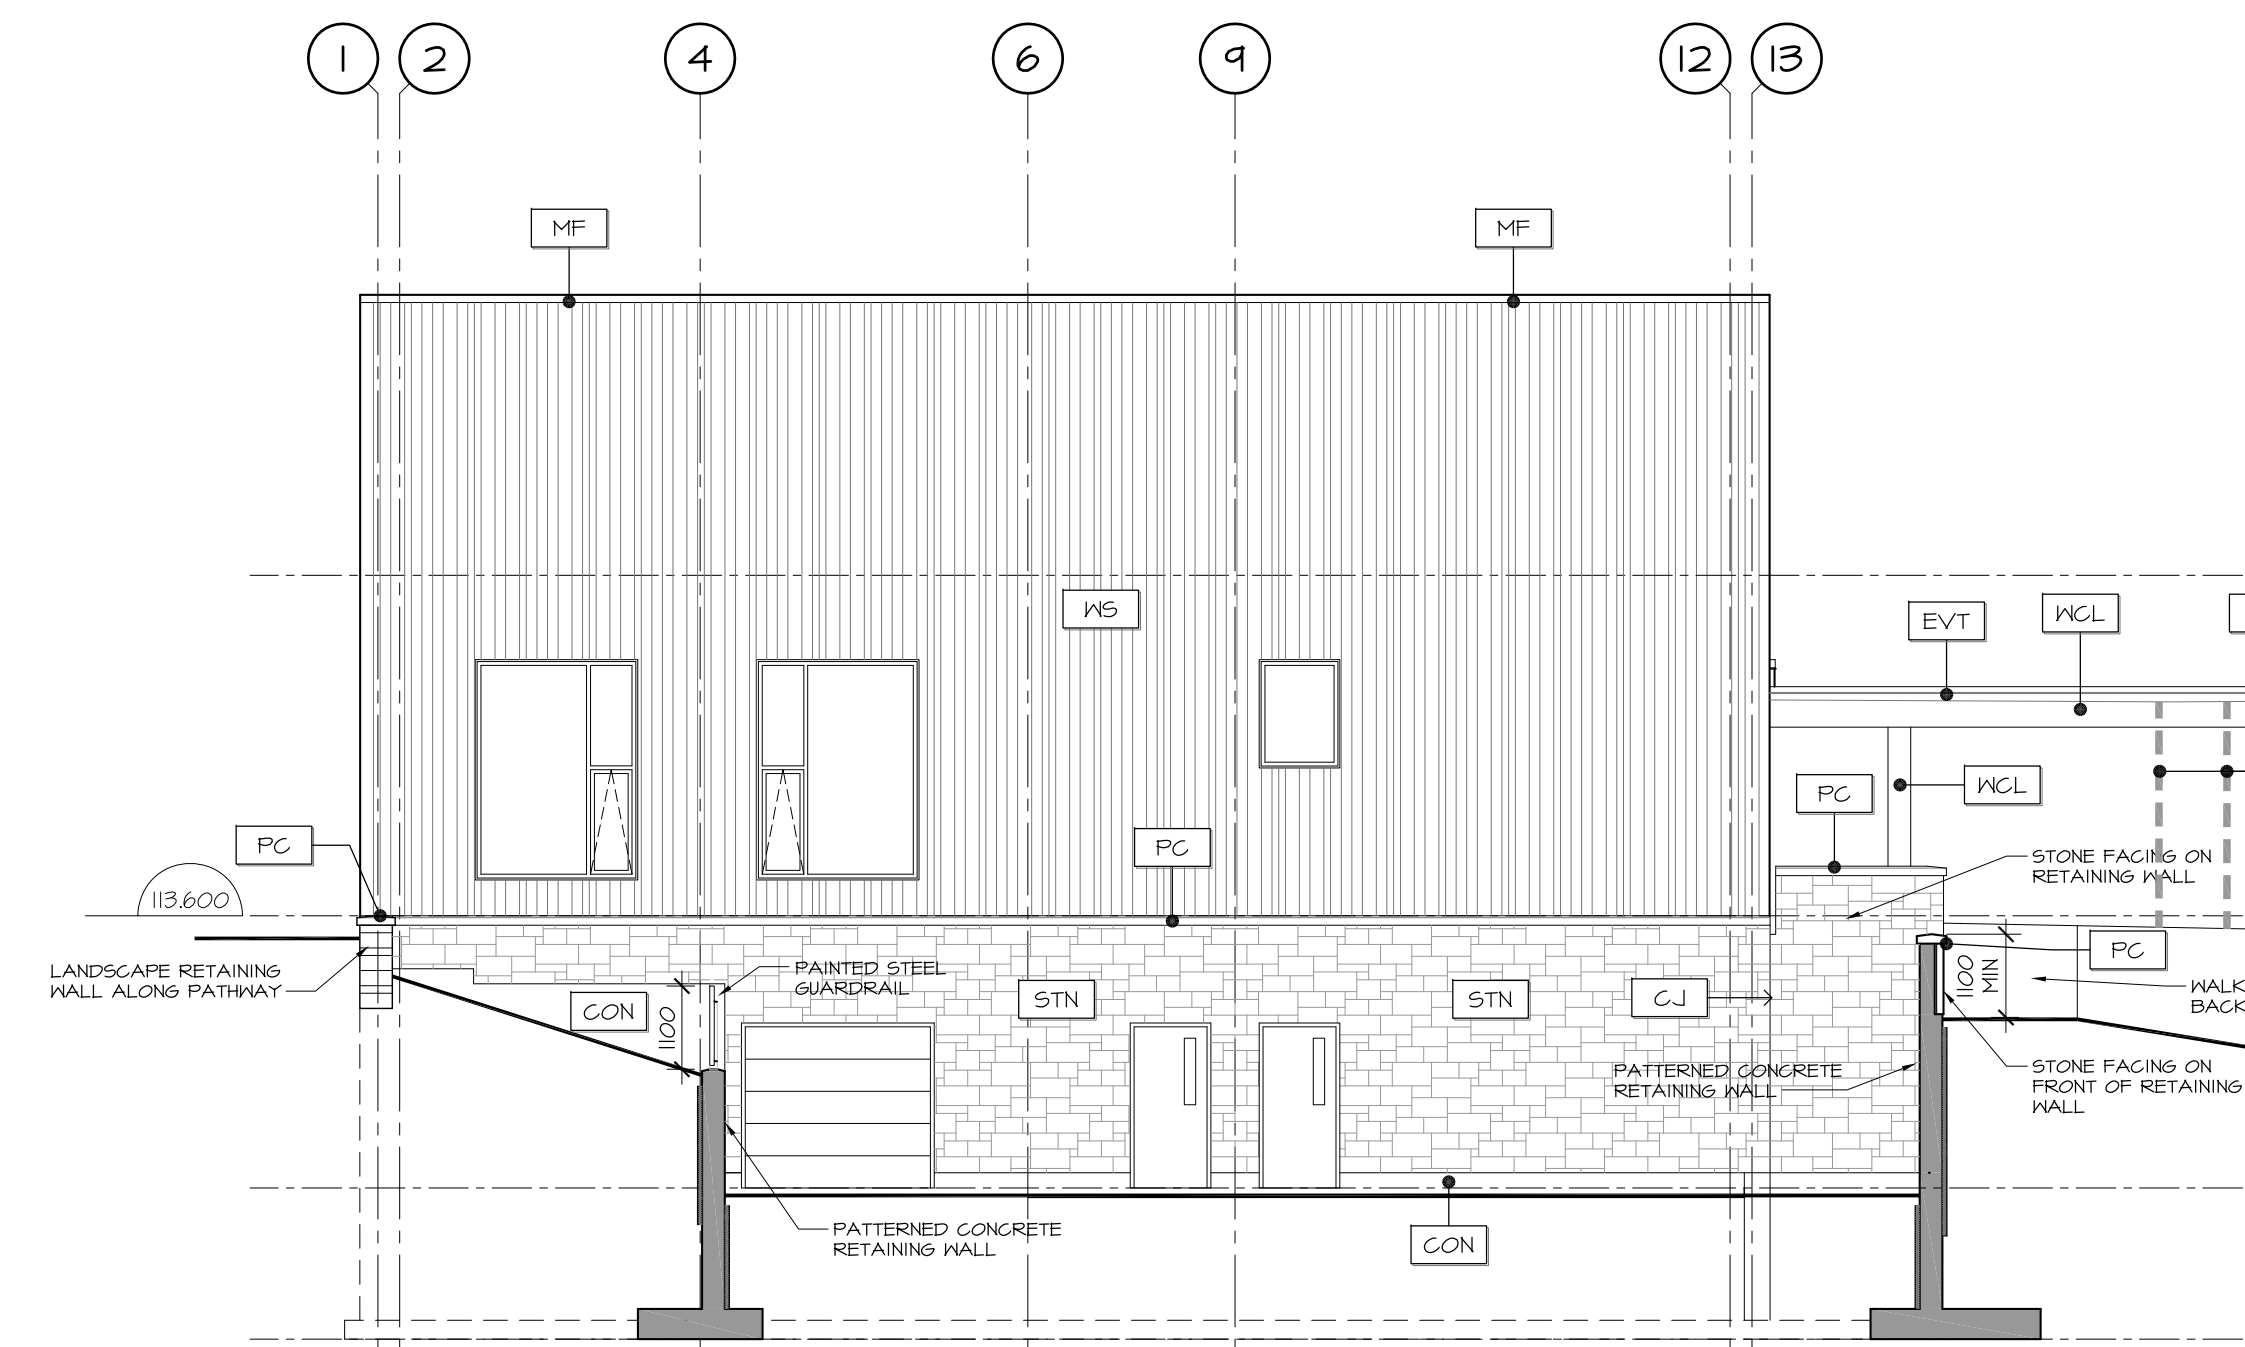 1 2 4 6 9 12 13
MF MF
WS
EVT WCL
PC WCL
PC
PC
113.600
STONE FACING ON
RETAINING WALL
PC
LANDSCAPE RETAINING
WALL ALONG PATHWAY
PAINTED STEEL
GUARDRAIL
CON
1100
STN
STN
CJ
1100
MIN
WALK
BACK
PATTERNED CONCRETE
RETAINING WALL
STONE FACING ON
FRONT OF RETAINING
WALL
PATTERNED CONCRETE
RETAINING WALL
CON